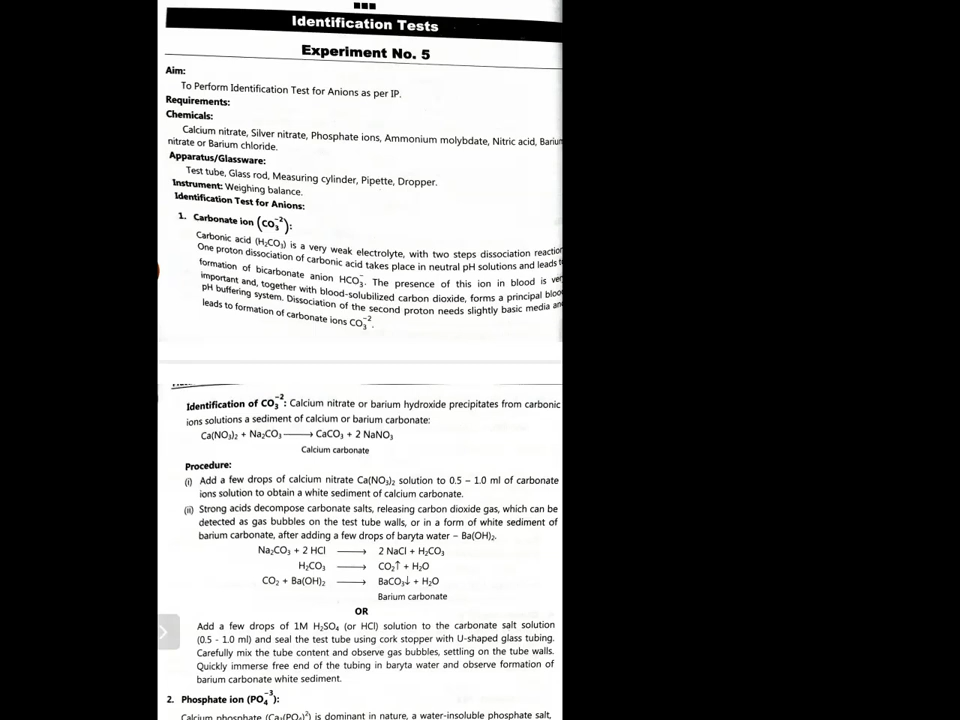 Identification Tests
Experiment No. 5
Aim:
To Perform Identification Test for Anions as per IP.
Requirements:
Chemicals:
Calcium nitrate, Silver nitrate, Phosphate ions, Ammonium molybdate, Nitric acid, Barium
nitrate or Barium chloride.
Apparatus/Glassware:
Test tube, Glass rod, Measuring cylinder, Pipette, Dropper.
Instrument: Weighing balance.
Identification Test for Anions:
1. Carbonate ion (CO₃⁻²):
Carbonic acid (H₂CO₃) is a very weak electrolyte, with two steps dissociation reaction
One proton dissociation of carbonic acid takes place in neutral pH solutions and leads t
formation of bicarbonate anion HCO₃⁻. The presence of this ion in blood is ver
important and, together with blood-solubilized carbon dioxide, forms a principal bloo
pH buffering system. Dissociation of the second proton needs slightly basic media an
leads to formation of carbonate ions CO₃⁻².
Identification of CO₃⁻²: Calcium nitrate or barium hydroxide precipitates from carbonic
ions solutions a sediment of calcium or barium carbonate:
Ca(NO₃)₂ + Na₂CO₃ ⟶ CaCO₃ + 2 NaNO₃
Calcium carbonate
Procedure:
(i) Add a few drops of calcium nitrate Ca(NO₃)₂ solution to 0.5 – 1.0 ml of carbonate
ions solution to obtain a white sediment of calcium carbonate.
(ii) Strong acids decompose carbonate salts, releasing carbon dioxide gas, which can be
detected as gas bubbles on the test tube walls, or in a form of white sediment of
barium carbonate, after adding a few drops of baryta water – Ba(OH)₂.
Na₂CO₃ + 2 HCl ⟶ 2 NaCl + H₂CO₃
H₂CO₃ ⟶ CO₂↑ + H₂O
CO₂ + Ba(OH)₂ ⟶ BaCO₃↓ + H₂O
Barium carbonate
OR
Add a few drops of 1M H₂SO₄ (or HCl) solution to the carbonate salt solution
(0.5 - 1.0 ml) and seal the test tube using cork stopper with U-shaped glass tubing.
Carefully mix the tube content and observe gas bubbles, settling on the tube walls.
Quickly immerse free end of the tubing in baryta water and observe formation of
barium carbonate white sediment.
2. Phosphate ion (PO₄⁻³):
Calcium phosphate (Ca₃(PO₄)²) is dominant in nature, a water-insoluble phosphate salt,